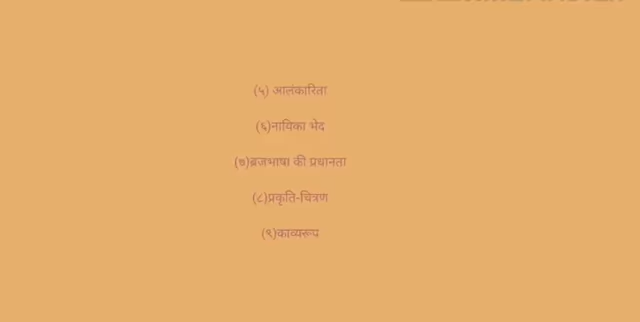 (५) आलंकारिता
(६)नायिका भेद
(७)ब्रजभाषा की प्रधानता
(८)प्रकृति-चित्रण
(९)काव्यरूप